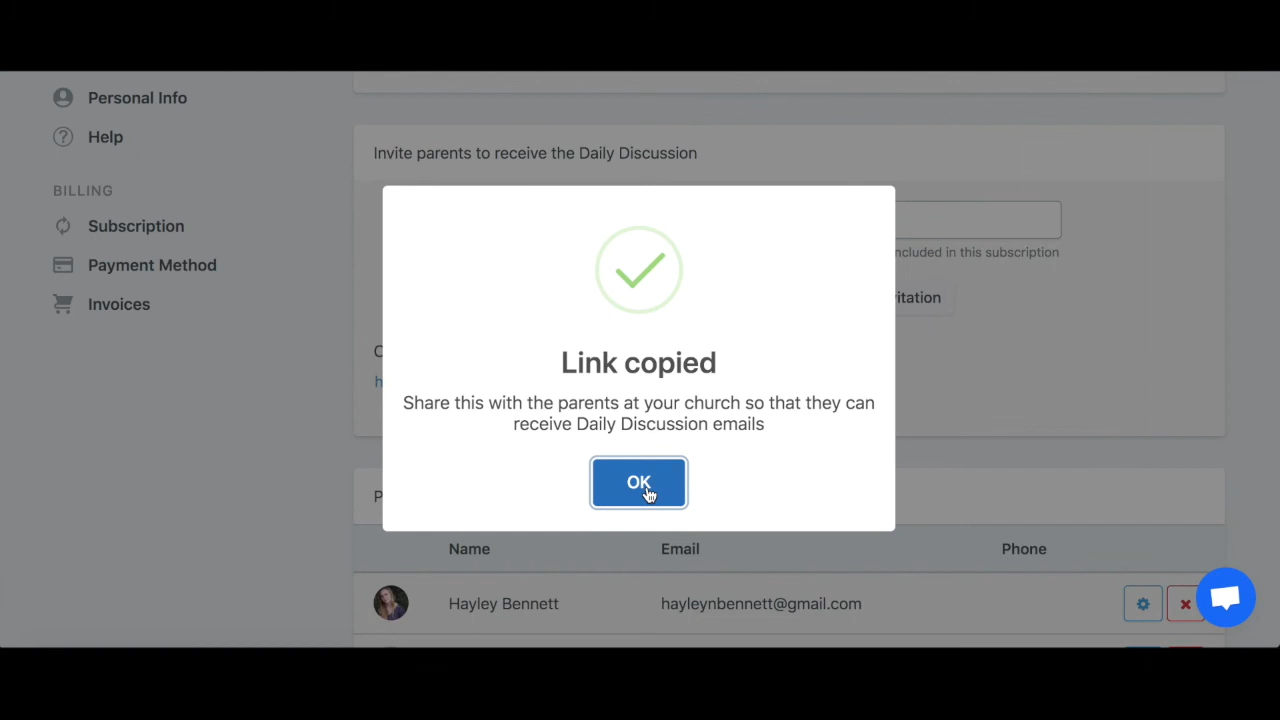 Personal Info
Help
BILLING
Subscription
Payment Method
Invoices
Invite parents to receive the Daily Discussion
included in this subscription
Link copied
Share this with the parents at your church so that they can
receive Daily Discussion emails
OK
Name Email Phone
Hayley Bennett hayleynbennett@gmail.com